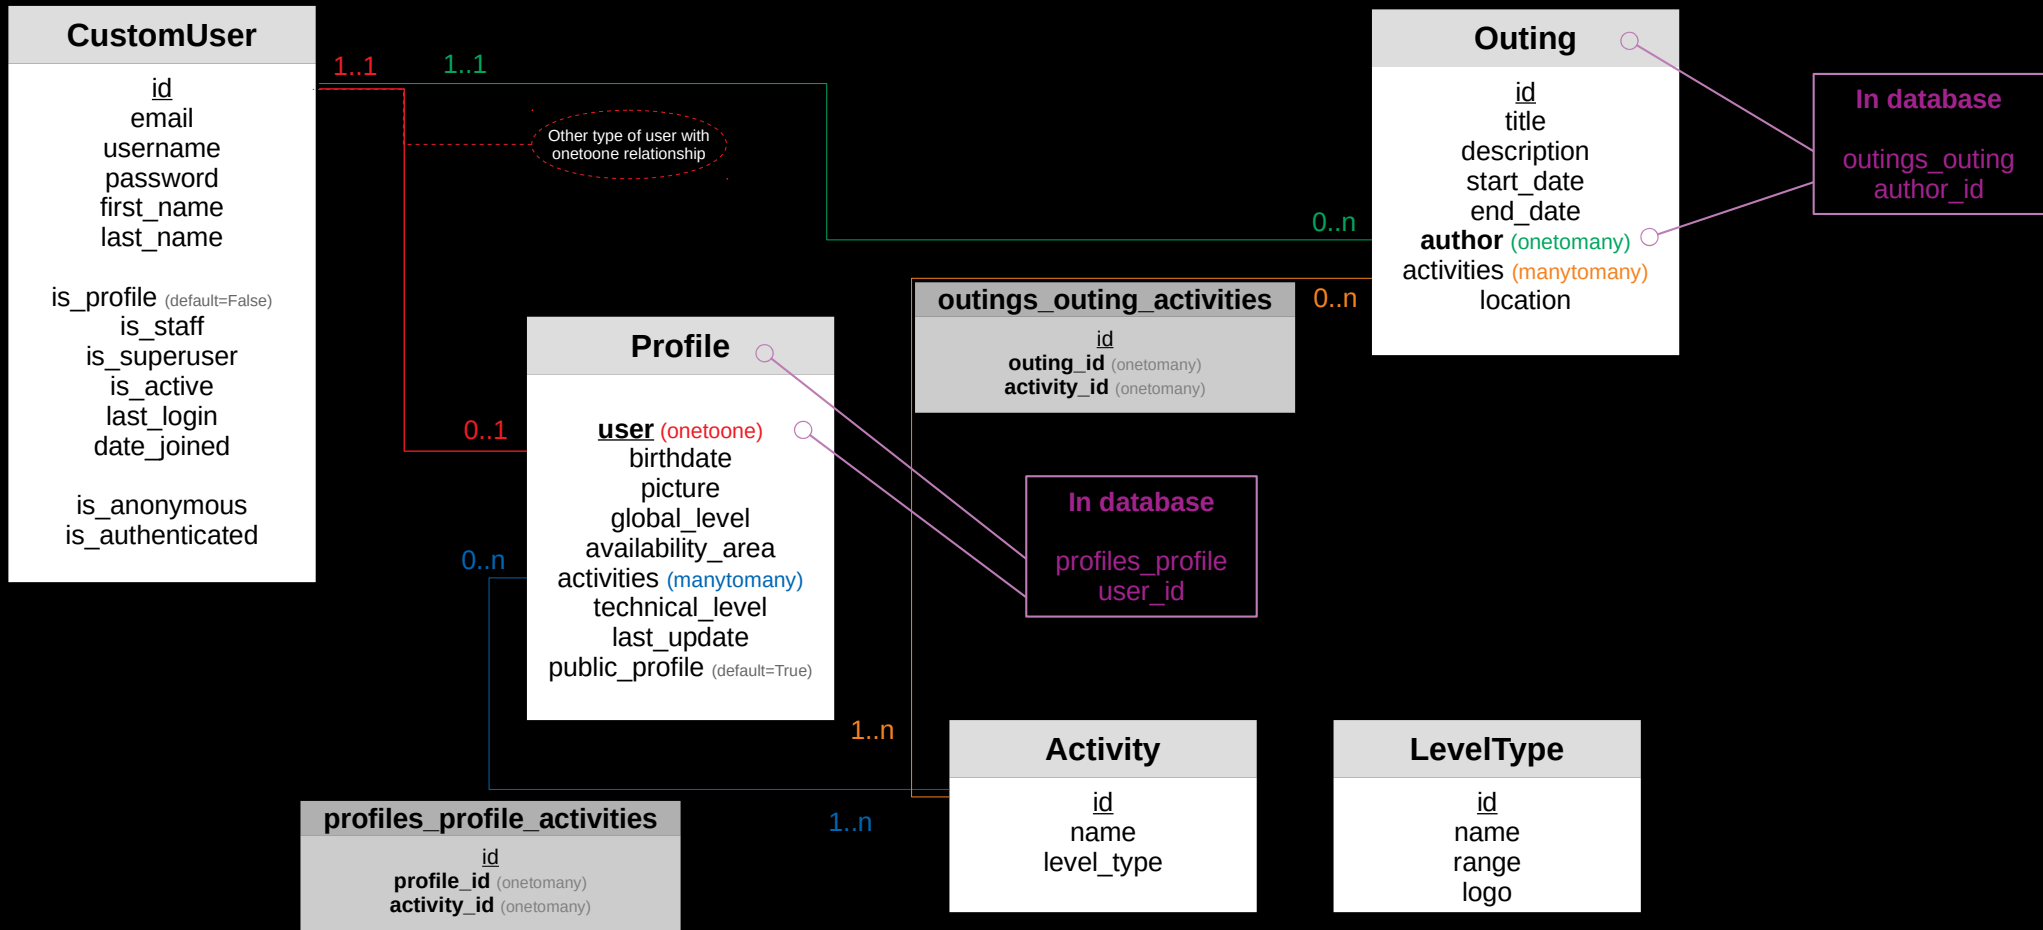 CustomUser
id
email
username
password
first_name
last_name
is_profile (default=False)
is_staff
is_superuser
is_active
last_login
date_joined
is_anonymous
is_authenticated
1..1
1..1
Other type of user with
onetoone relationship
0..n
Outing
id
title
description
start_date
end_date
author (onetomany)
activities (manytomany)
location
In database
outings_outing
author_id
0..n
outings_outing_activities
id
outing_id (onetomany)
activity_id (onetomany)
0..1
Profile
user (onetoone)
birthdate
picture
global_level
availability_area
activities (manytomany)
technical_level
last_update
public_profile (default=True)
In database
profiles_profile
user_id
0..n
1..n
1..n
profiles_profile_activities
id
profile_id (onetomany)
activity_id (onetomany)
Activity
id
name
level_type
LevelType
id
name
range
logo